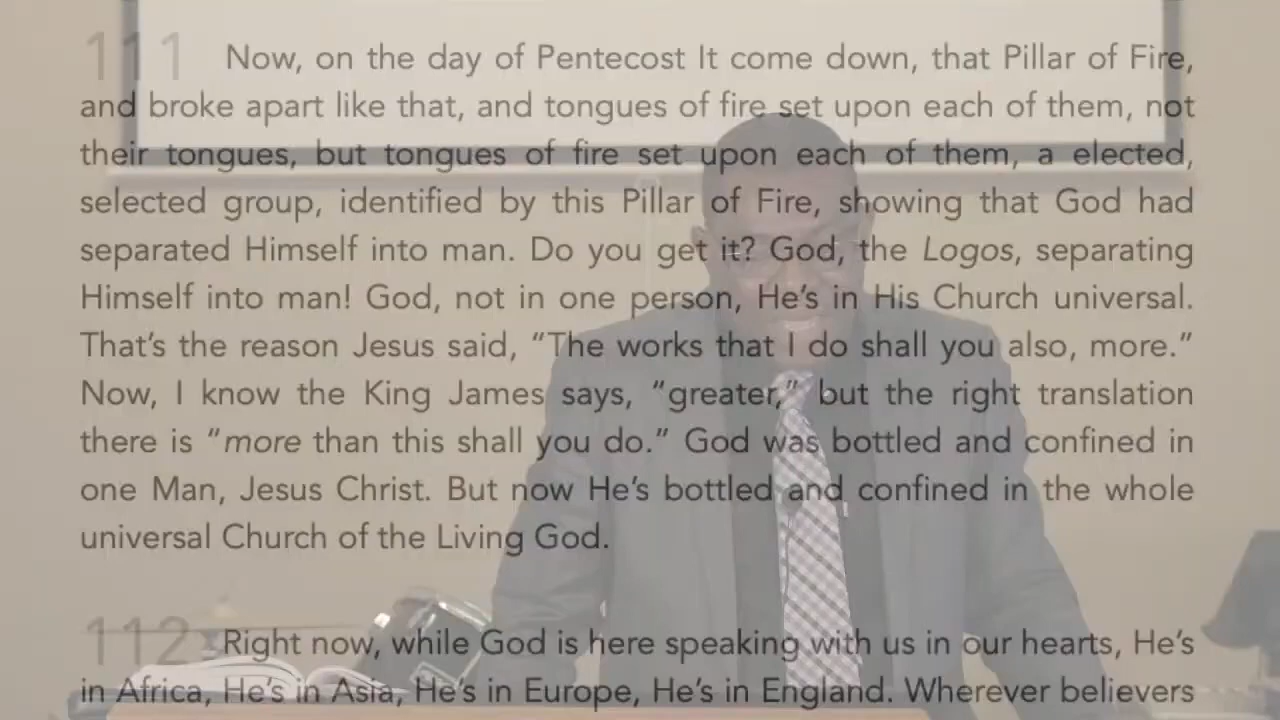 111 Now, on the day of Pentecost It come down, that Pillar of Fire,
and broke apart like that, and tongues of fire set upon each of them, not
their tongues, but tongues of fire set upon each of them, a elected,
selected group, identified by this Pillar of Fire, showing that God had
separated Himself into man. Do you get it? God, the Logos, separating
Himself into man! God, not in one person, He’s in His Church universal.
That’s the reason Jesus said, “The works that I do shall you also, more.”
Now, I know the King James says, “greater,” but the right translation
there is “more than this shall you do.” God was bottled and confined in
one Man, Jesus Christ. But now He’s bottled and confined in the whole
universal Church of the Living God.
112 Right now, while God is here speaking with us in our hearts, He’s
in Africa, He’s in Asia, He’s in Europe, He’s in England. Wherever believers